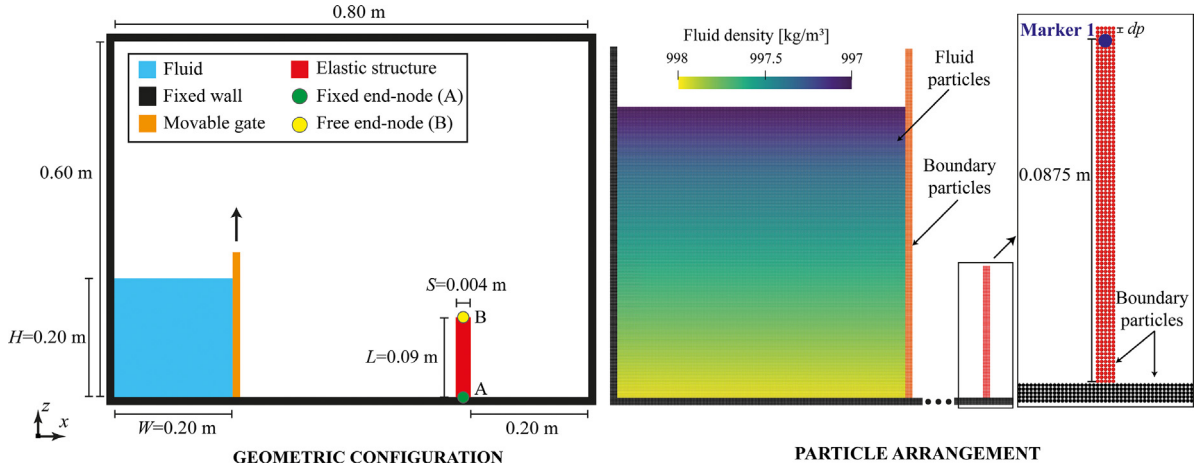 0.80 m
Fluid
Fixed wall
Movable gate
Elastic structure
Fixed end-node (A)
Free end-node (B)
0.60 m
S=0.004 m
B
H=0.20 m
L=0.09 m
A
z
x
W=0.20 m
0.20 m
GEOMETRIC CONFIGURATION
Fluid density [kg/m³]
998
997.5
997
Fluid
particles
Boundary
particles
Marker 1
dp
0.0875 m
Boundary
particles
PARTICLE ARRANGEMENT